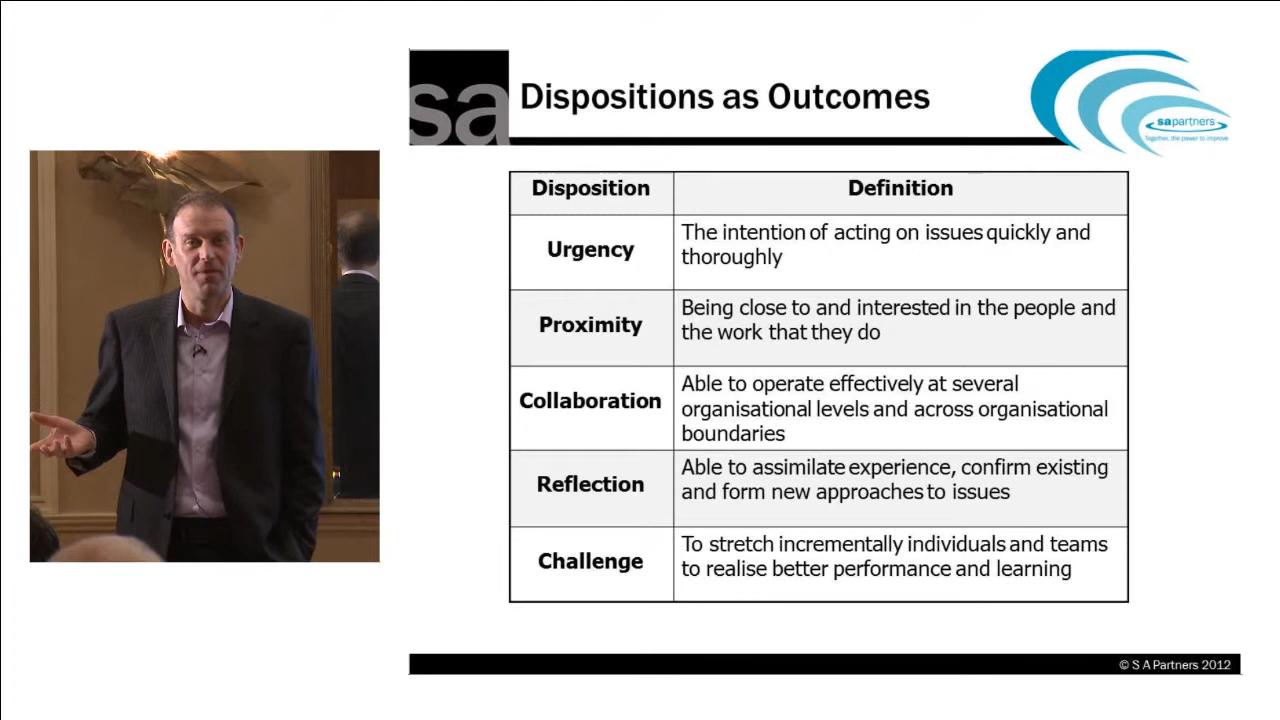 sa
Dispositions as Outcomes
sapartners
Together, the power to improve
Disposition
Definition
Urgency
The intention of acting on issues quickly and
thoroughly
Proximity
Being close to and interested in the people and
the work that they do
Collaboration
Able to operate effectively at several
organisational levels and across organisational
boundaries
Reflection
Able to assimilate experience, confirm existing
and form new approaches to issues
Challenge
To stretch incrementally individuals and teams
to realise better performance and learning
© S A Partners 2012